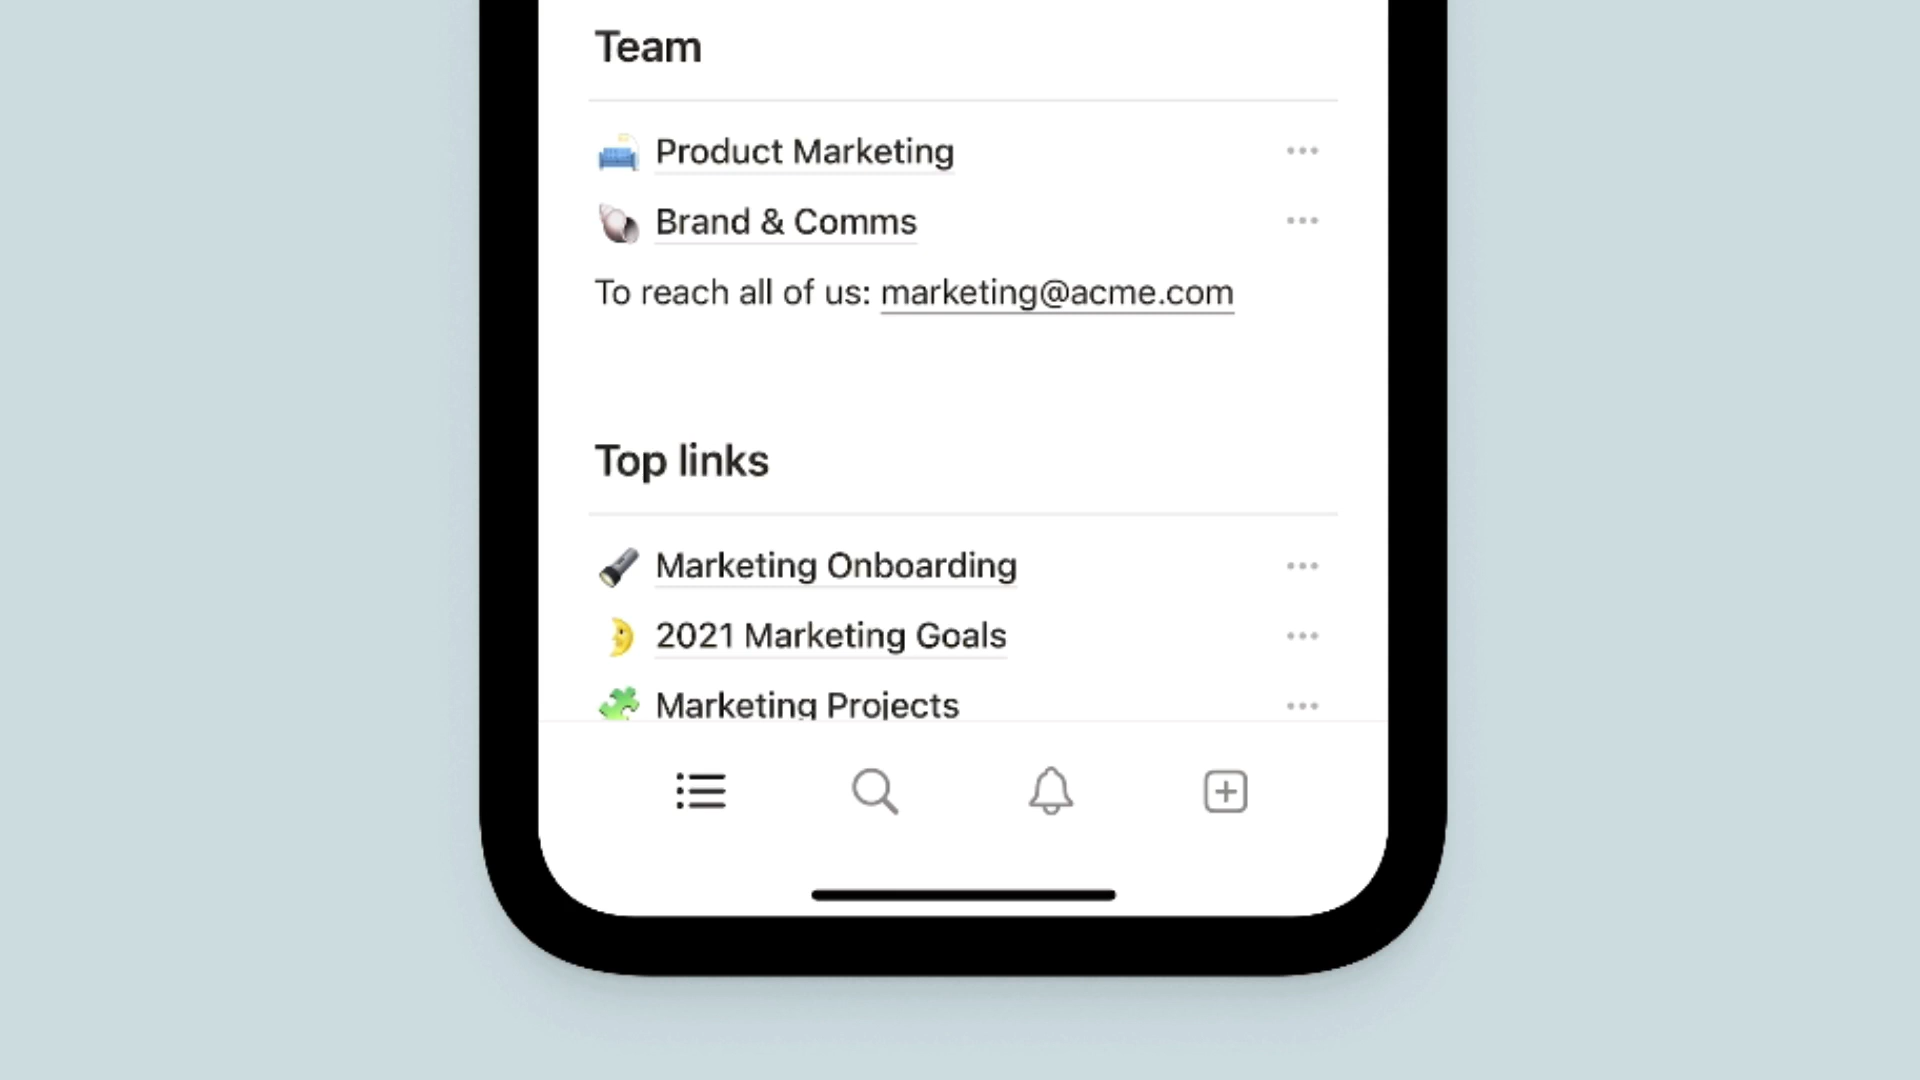 Team
Product Marketing
Brand & Comms
To reach all of us: marketing@acme.com
Top links
Marketing Onboarding
2021 Marketing Goals
Marketing Projects